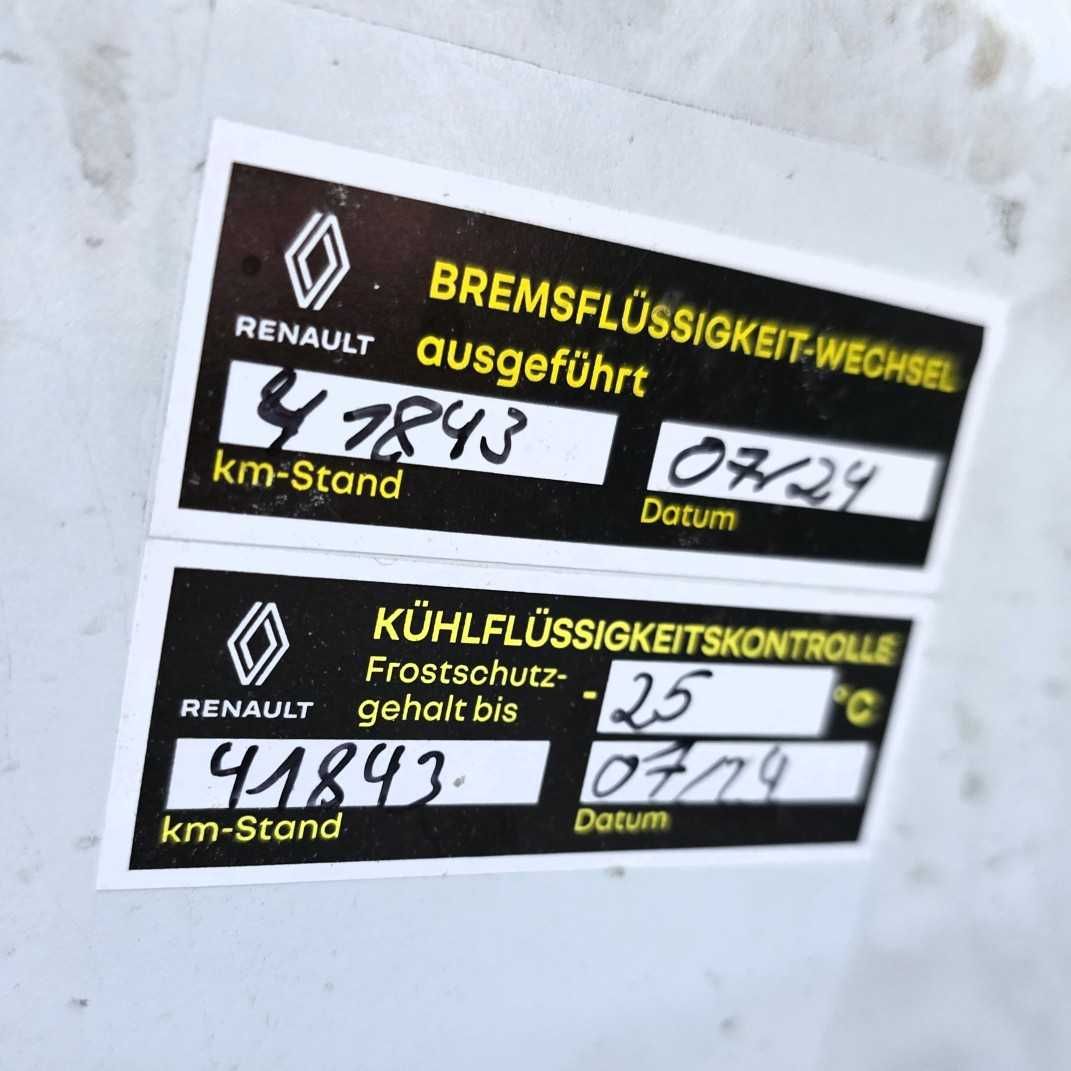 RENAULT
BREMSFLÜSSIGKEIT-WECHSEL
ausgeführt
41843
07/24
km-Stand
Datum
RENAULT
KÜHLFLÜSSIGKEITSKONTROLLE
Frostschutz-
gehalt bis
- 25 °C
41843
07/24
km-Stand
Datum